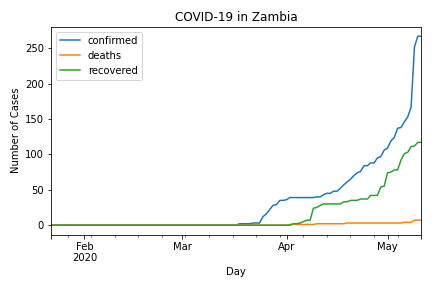 COVID-19 in Zambia
confirmed
deaths
recovered
Number of Cases
250
200
150
100
50
0
Feb
2020
Mar
Apr
May
Day